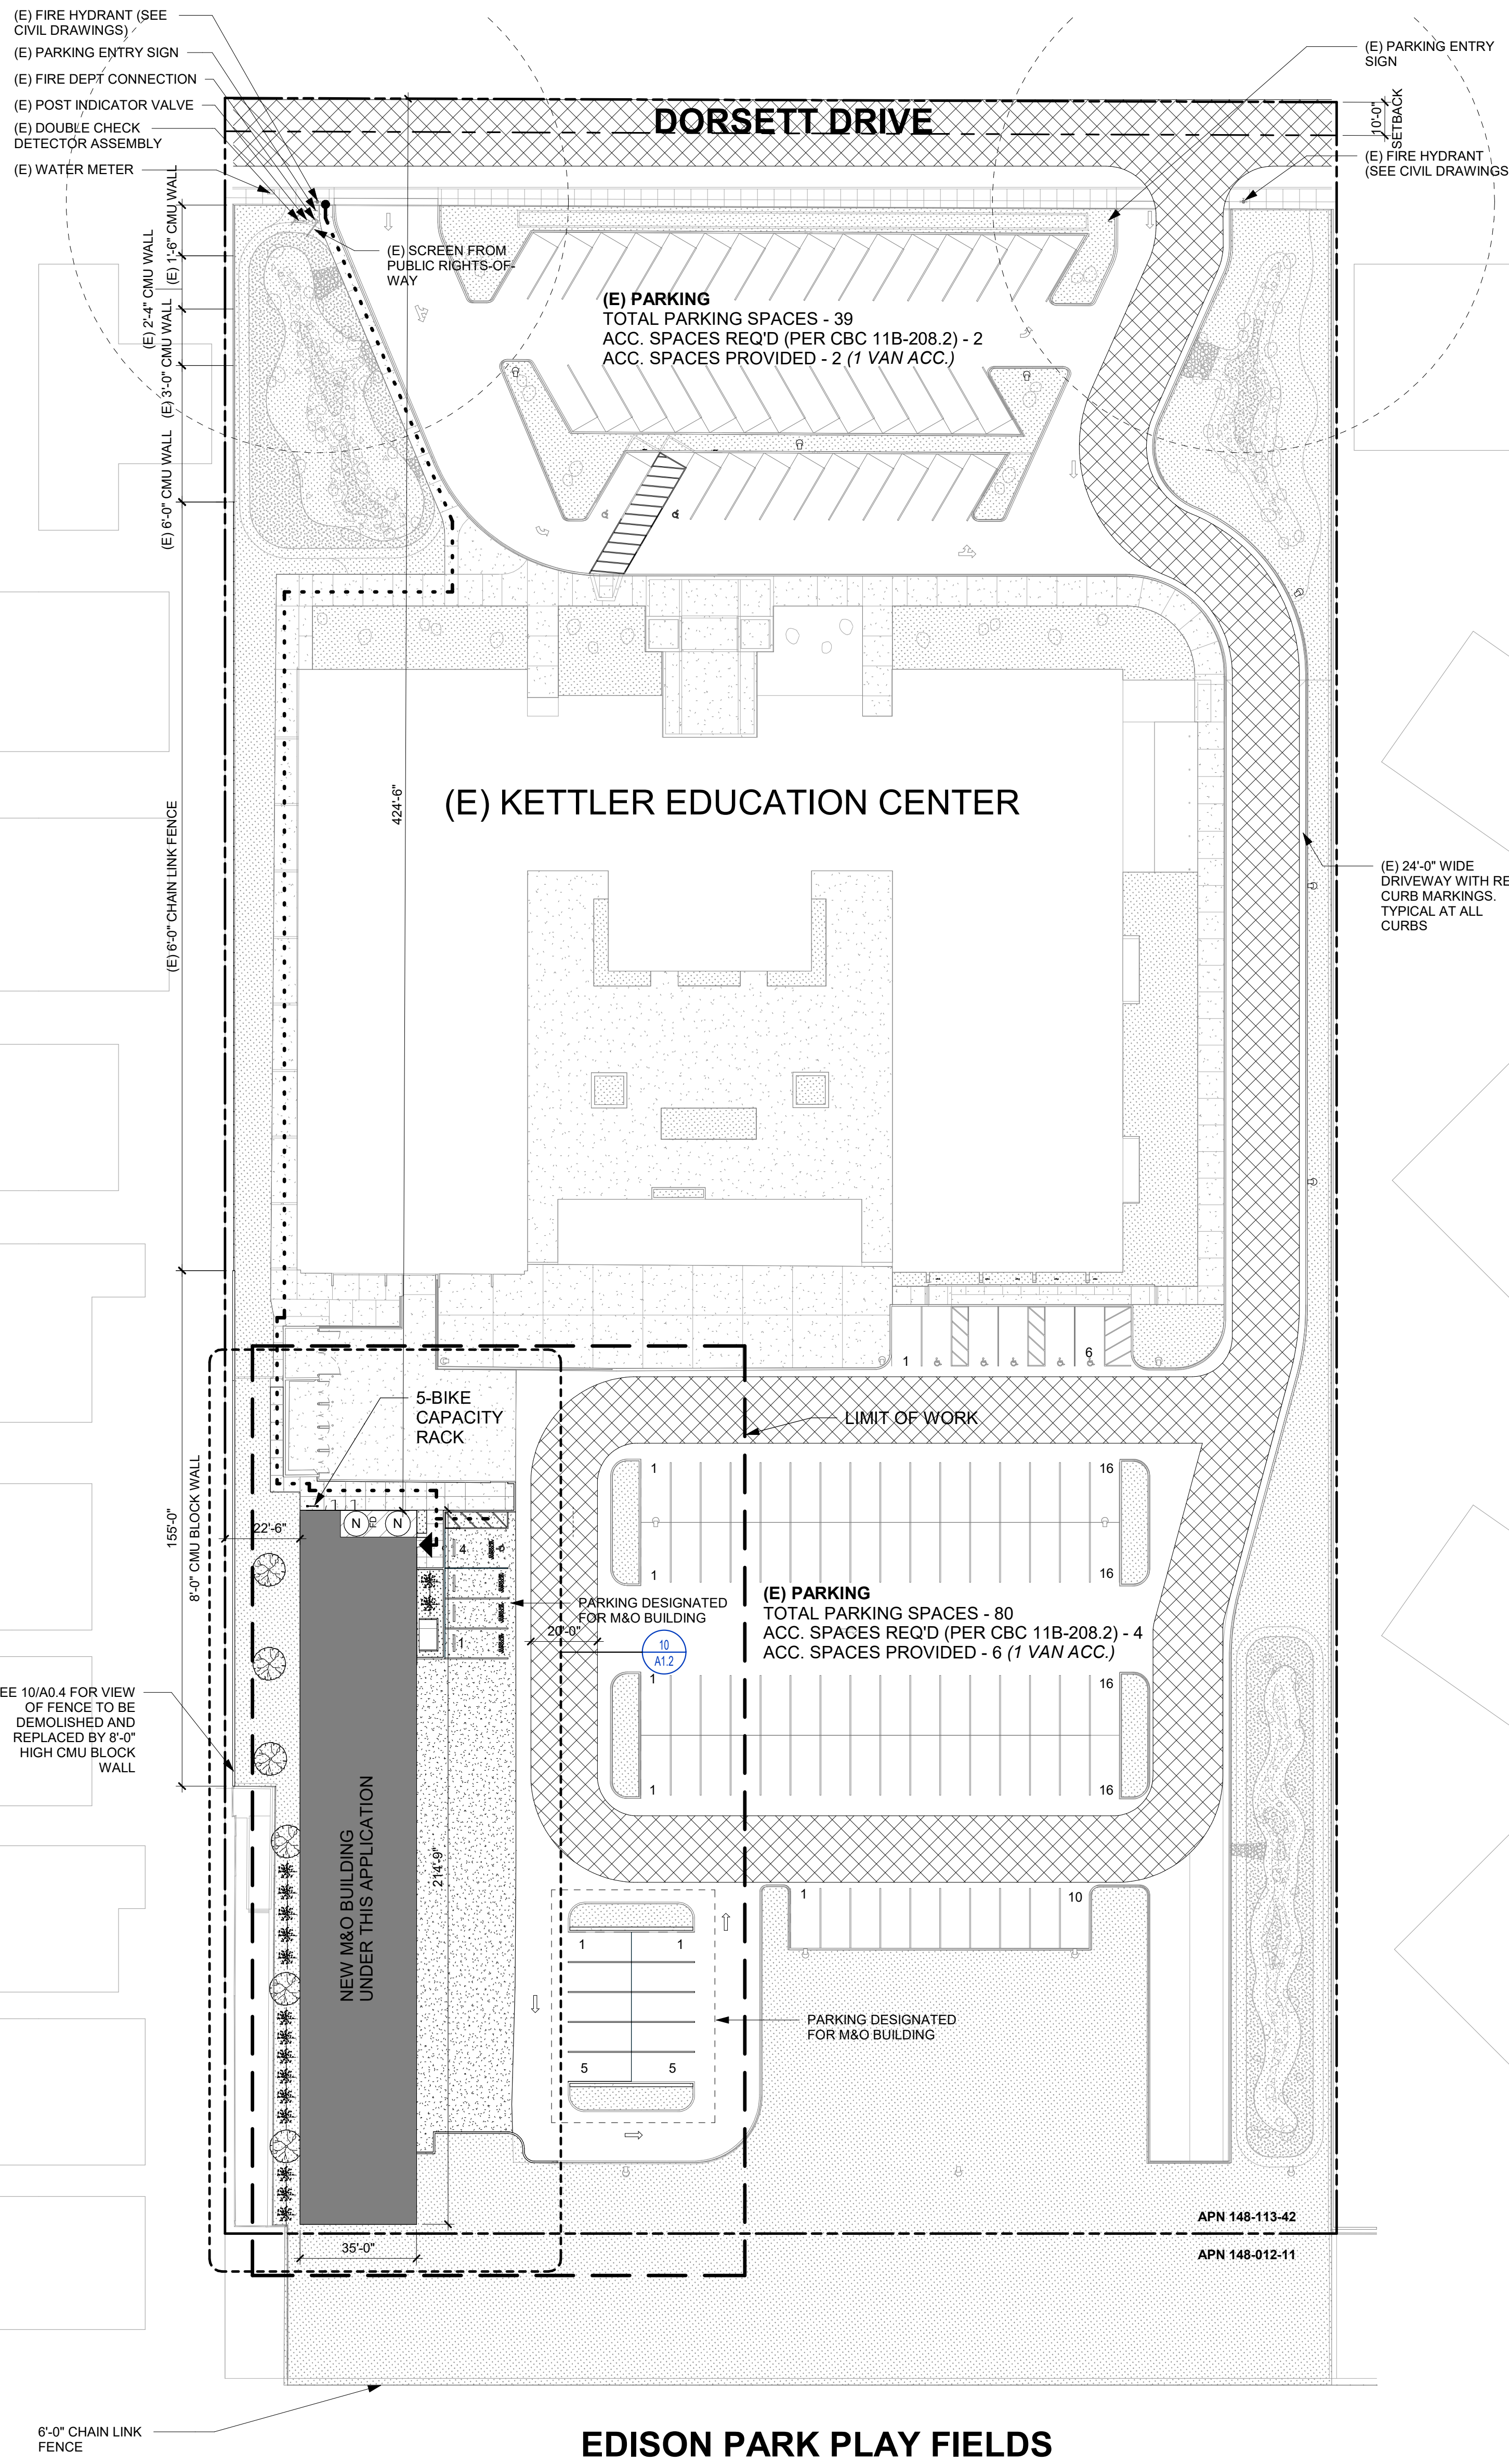 (E) FIRE HYDRANT (SEE
CIVIL DRAWINGS)
(E) PARKING ENTRY SIGN
(E) FIRE DEPT CONNECTION
(E) POST INDICATOR VALVE
(E) DOUBLE CHECK
DETECTOR ASSEMBLY
(E) WATER METER
DORSETT DRIVE
(E) PARKING ENTRY
SIGN
10'-0"
SETBACK
(E) FIRE HYDRANT
(SEE CIVIL DRAWINGS
(E) 1'-6" CMU WALL
(E) 2'-4" CMU WALL
(E) 3'-0" CMU WALL
(E) 6'-0" CMU WALL
(E) SCREEN FROM
PUBLIC RIGHTS-OF-
WAY
(E) PARKING
TOTAL PARKING SPACES - 39
ACC. SPACES REQ'D (PER CBC 11B-208.2) - 2
ACC. SPACES PROVIDED - 2 (1 VAN ACC.)
424'-6"
(E) KETTLER EDUCATION CENTER
(E) 6'-0" CHAIN LINK FENCE
(E) 24'-0" WIDE
DRIVEWAY WITH RE
CURB MARKINGS.
TYPICAL AT ALL
CURBS
1
6
5-BIKE
CAPACITY
RACK
LIMIT OF WORK
155'-0"
8'-0" CMU BLOCK WALL
22'-6"
N
FD
N
4
1
1
16
1
16
PARKING DESIGNATED
FOR M&O BUILDING
20'-0"
10
A1.2
(E) PARKING
TOTAL PARKING SPACES - 80
ACC. SPACES REQ'D (PER CBC 11B-208.2) - 4
ACC. SPACES PROVIDED - 6 (1 VAN ACC.)
1
16
1
16
EE 10/A0.4 FOR VIEW
OF FENCE TO BE
DEMOLISHED AND
REPLACED BY 8'-0"
HIGH CMU BLOCK
WALL
NEW M&O BUILDING
UNDER THIS APPLICATION
214'-9"
1
10
1
1
5
5
PARKING DESIGNATED
FOR M&O BUILDING
APN 148-113-42
APN 148-012-11
35'-0"
6'-0" CHAIN LINK
FENCE
EDISON PARK PLAY FIELDS